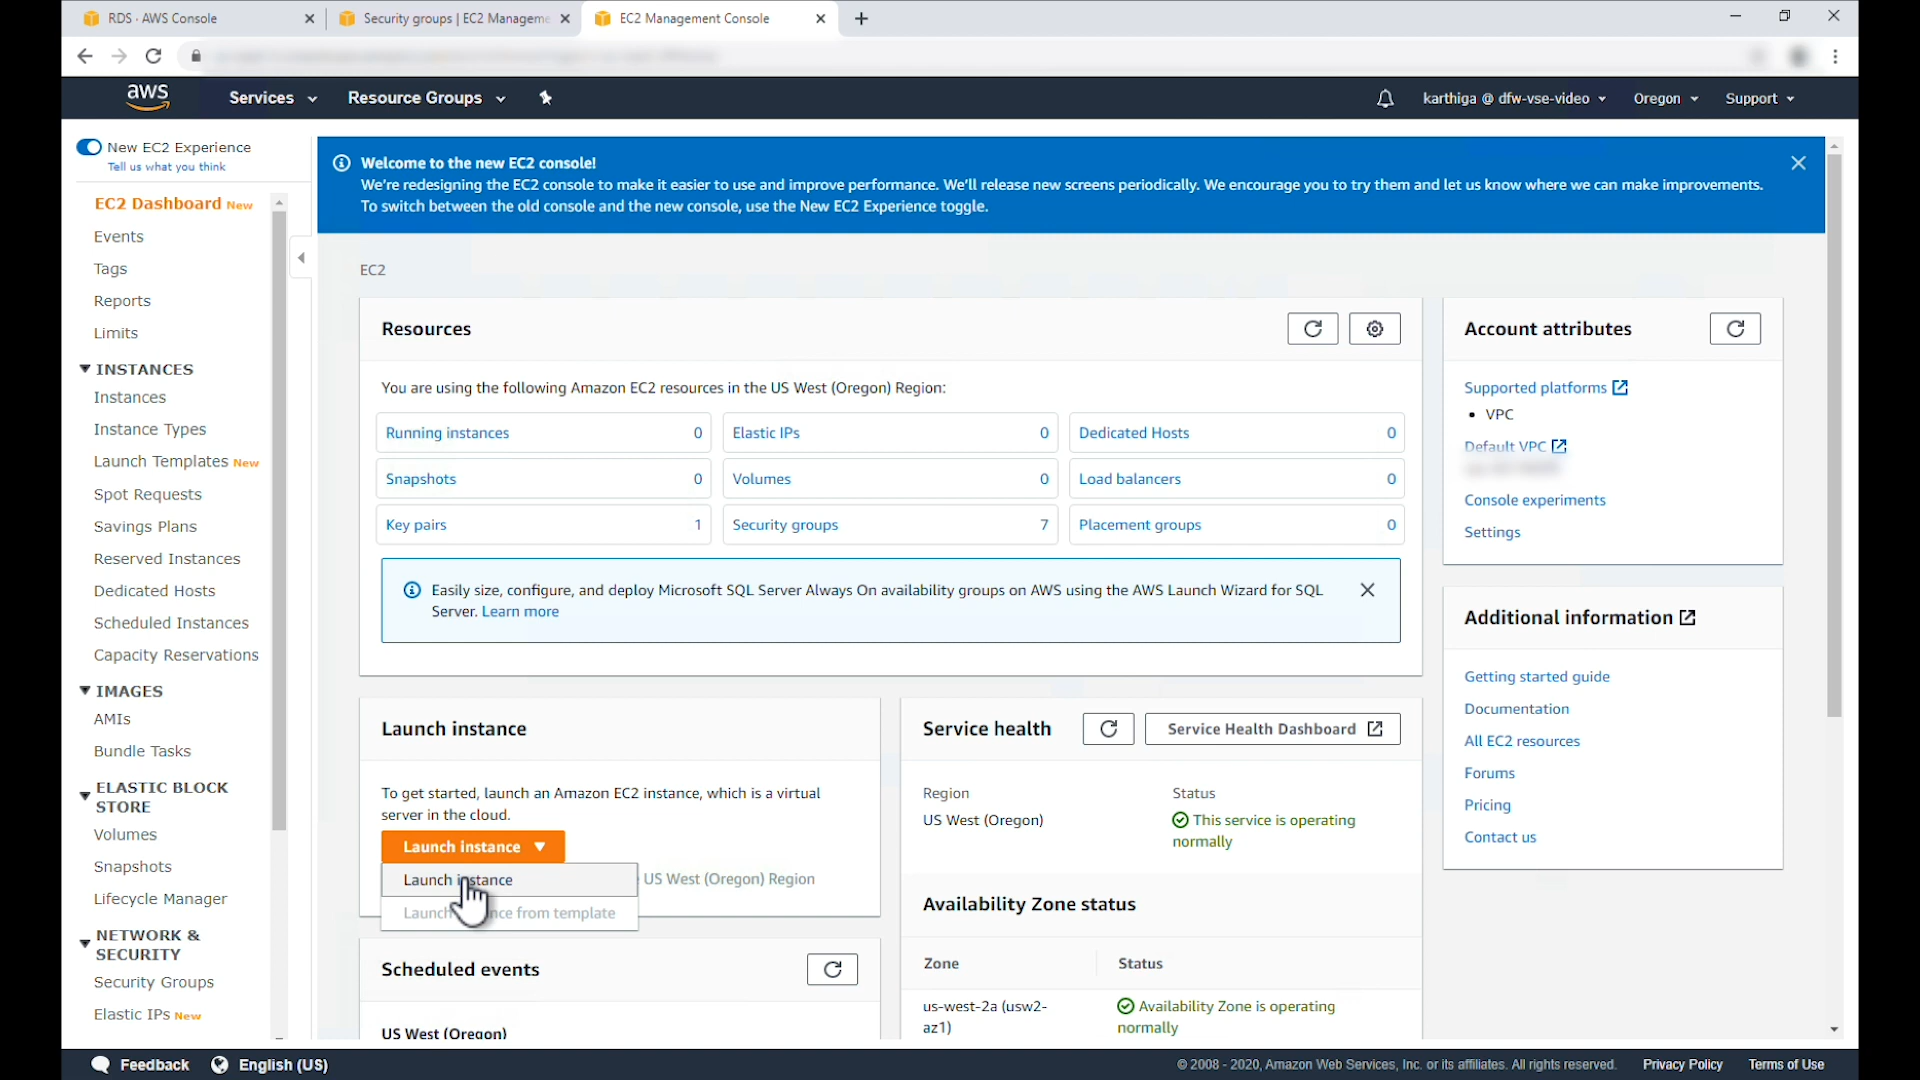 RDS · AWS Console
Security groups | EC2 Manageme
EC2 Management Console
aws
Services
Resource Groups
karthiga @ dfw-vse-video
Oregon
Support
New EC2 Experience
Tell us what you think
EC2 Dashboard New
Events
Tags
Reports
Limits
INSTANCES
Instances
Instance Types
Launch Templates New
Spot Requests
Savings Plans
Reserved Instances
Dedicated Hosts
Scheduled Instances
Capacity Reservations
IMAGES
AMIs
Bundle Tasks
ELASTIC BLOCK
STORE
Volumes
Snapshots
Lifecycle Manager
NETWORK &
SECURITY
Security Groups
Elastic IPs New
Welcome to the new EC2 console!
We're redesigning the EC2 console to make it easier to use and improve performance. We'll release new screens periodically. We encourage you to try them and let us know where we can make improvements.
To switch between the old console and the new console, use the New EC2 Experience toggle.
EC2
Resources
You are using the following Amazon EC2 resources in the US West (Oregon) Region:
Running instances 0
Elastic IPs 0
Dedicated Hosts 0
Snapshots 0
Volumes 0
Load balancers 0
Key pairs 1
Security groups 7
Placement groups 0
Easily size, configure, and deploy Microsoft SQL Server Always On availability groups on AWS using the AWS Launch Wizard for SQL
Server. Learn more
Launch instance
To get started, launch an Amazon EC2 instance, which is a virtual
server in the cloud.
Launch instance
Launch instance
US West (Oregon) Region
from template
Scheduled events
US West (Oregon)
Service health
Service Health Dashboard
Region
Status
US West (Oregon)
This service is operating
normally
Availability Zone status
Zone
Status
us-west-2a (usw2-
az1)
Availability Zone is operating
normally
Account attributes
Supported platforms
• VPC
Default VPC
Console experiments
Settings
Additional information
Getting started guide
Documentation
All EC2 resources
Forums
Pricing
Contact us
Feedback
English (US)
© 2008 - 2020, Amazon Web Services, Inc. or its affiliates. All rights reserved.
Privacy Policy
Terms of Use